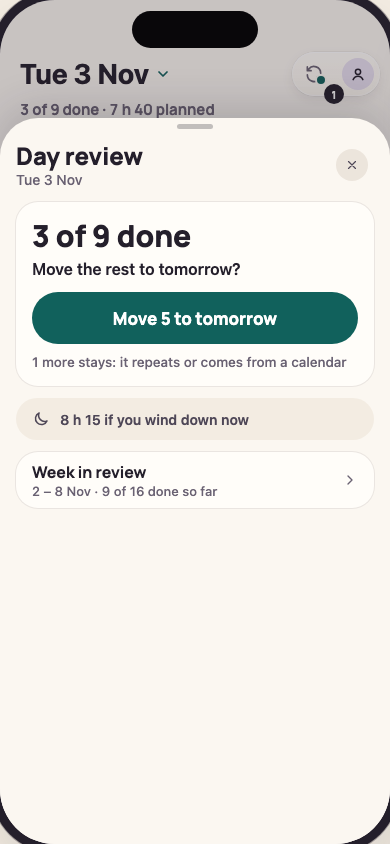 Tue 3 Nov
1
3 of 9 done · 7 h 40 planned
Day review
Tue 3 Nov
3 of 9 done
Move the rest to tomorrow?
Move 5 to tomorrow
1 more stays: it repeats or comes from a calendar
8 h 15 if you wind down now
Week in review
2 – 8 Nov · 9 of 16 done so far